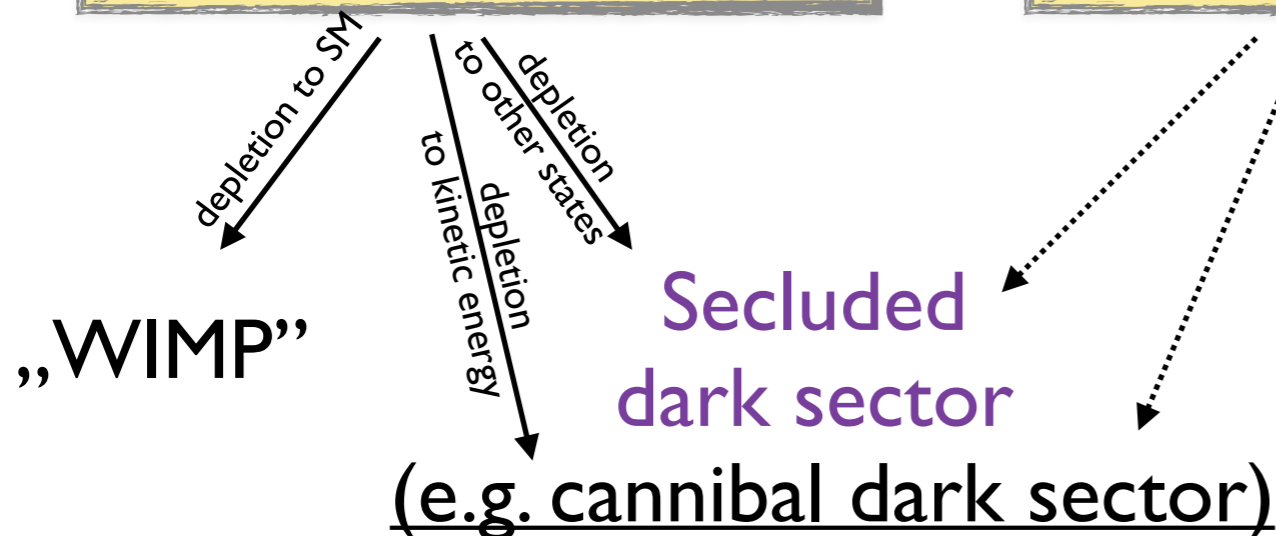 depletion to SM
depletion
to kinetic energy
depletion
to other states
„WIMP”
Secluded
dark sector
(e.g. cannibal dark sector)